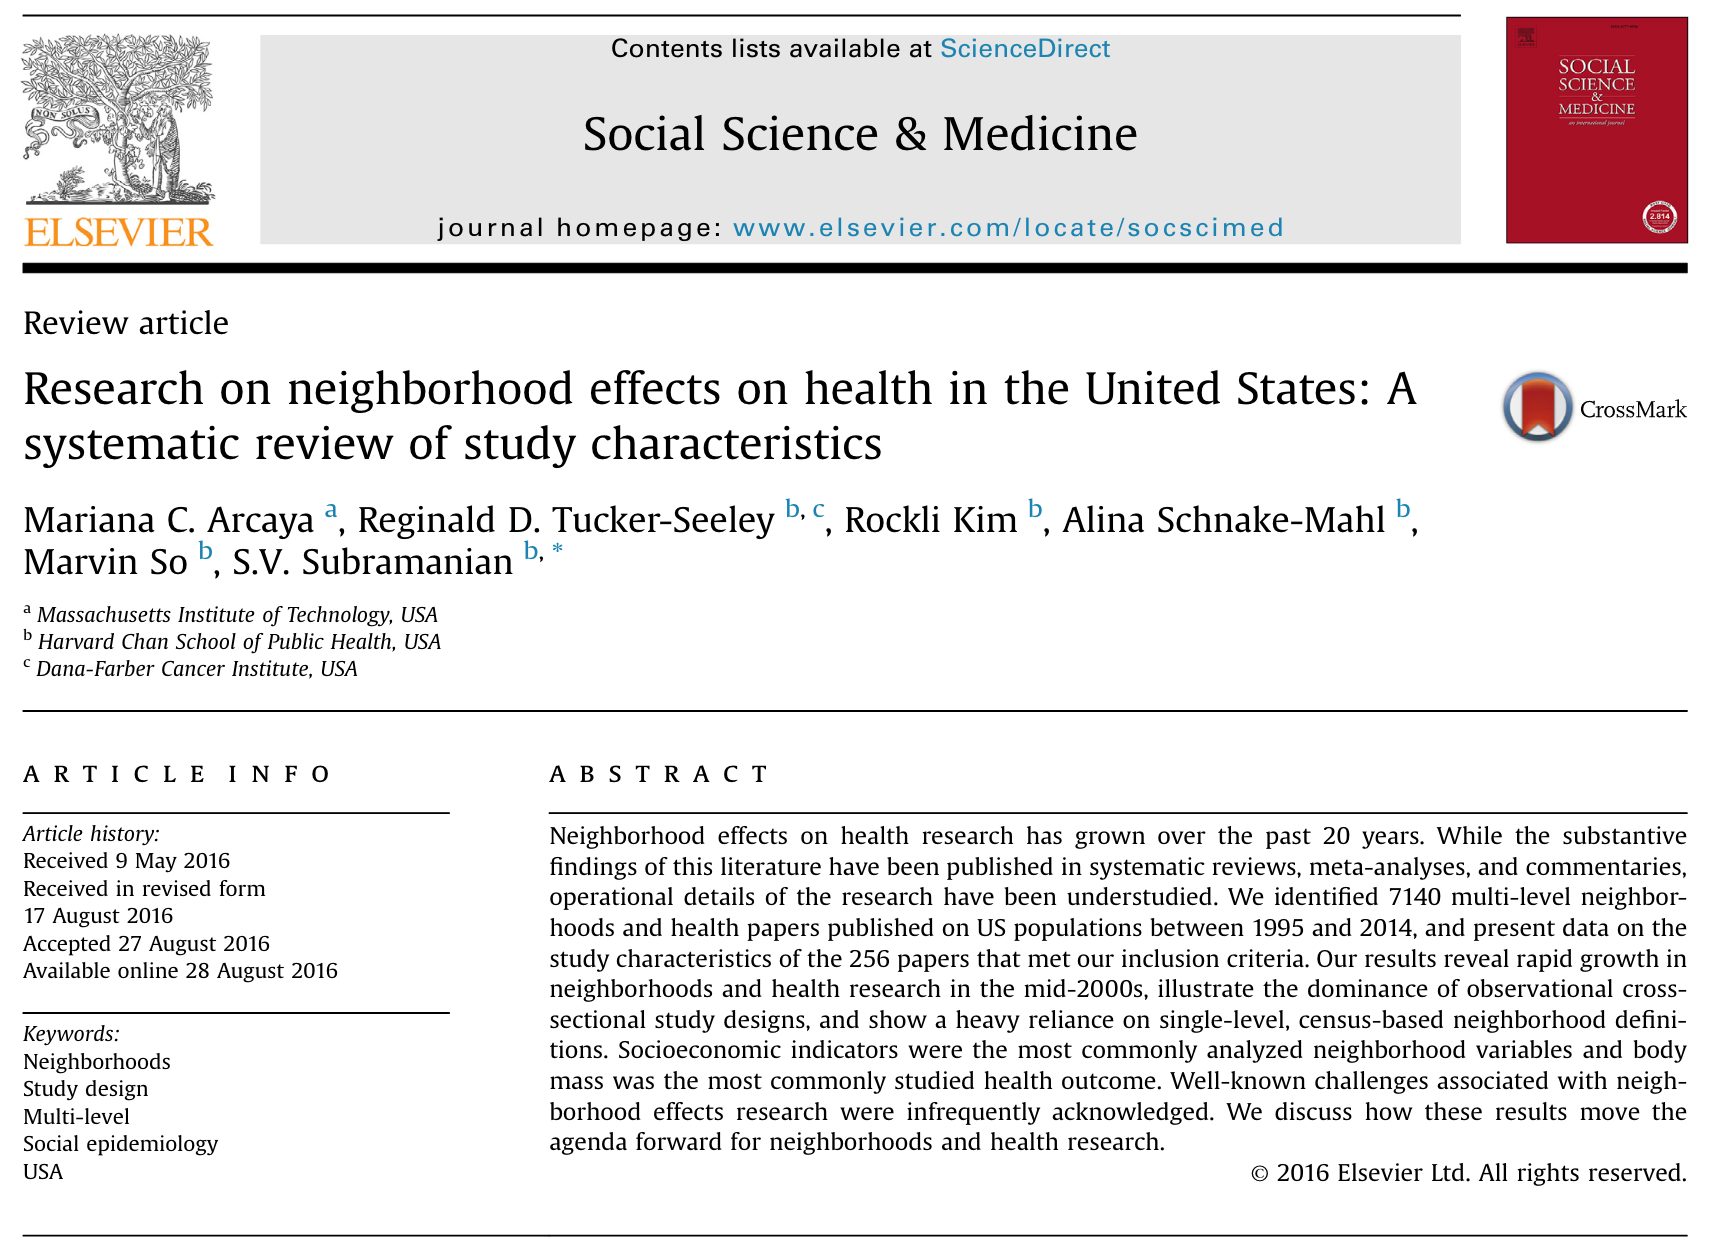 Contents lists available at ScienceDirect
Social Science & Medicine
journal homepage: www.elsevier.com/locate/socscimed
NON SOLUS
ELSEVIER
SOCIAL
SCIENCE
&
MEDICINE
an international journal
2.814
Review article
Research on neighborhood effects on health in the United States: A
systematic review of study characteristics
CrossMark
Mariana C. Arcaya a, Reginald D. Tucker-Seeley b, c, Rockli Kim b, Alina Schnake-Mahl b,
Marvin So b, S.V. Subramanian b, *
a Massachusetts Institute of Technology, USA
b Harvard Chan School of Public Health, USA
c Dana-Farber Cancer Institute, USA
ARTICLE INFO
Article history:
Received 9 May 2016
Received in revised form
17 August 2016
Accepted 27 August 2016
Available online 28 August 2016
Keywords:
Neighborhoods
Study design
Multi-level
Social epidemiology
USA
ABSTRACT
Neighborhood effects on health research has grown over the past 20 years. While the substantive
findings of this literature have been published in systematic reviews, meta-analyses, and commentaries,
operational details of the research have been understudied. We identified 7140 multi-level neighbor-
hoods and health papers published on US populations between 1995 and 2014, and present data on the
study characteristics of the 256 papers that met our inclusion criteria. Our results reveal rapid growth in
neighborhoods and health research in the mid-2000s, illustrate the dominance of observational cross-
sectional study designs, and show a heavy reliance on single-level, census-based neighborhood defini-
tions. Socioeconomic indicators were the most commonly analyzed neighborhood variables and body
mass was the most commonly studied health outcome. Well-known challenges associated with neigh-
borhood effects research were infrequently acknowledged. We discuss how these results move the
agenda forward for neighborhoods and health research.
© 2016 Elsevier Ltd. All rights reserved.